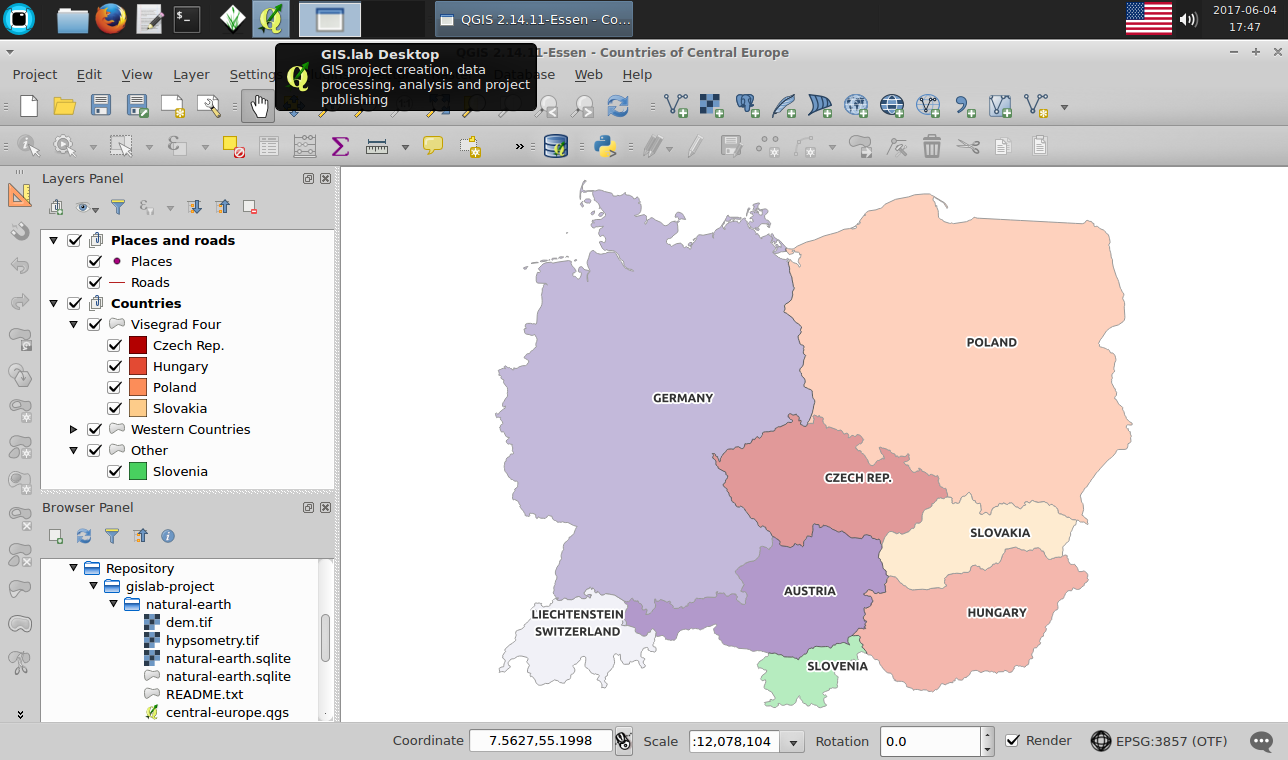 QGIS 2.14.11-Essen - Co...
2017-06-04
17:47
QGIS 2.14.11-Essen - Countries of Central Europe
GIS.lab Desktop
GIS project creation, data
processing, analysis and project
publishing
Project Edit View Layer Settings Database Web Help
Layers Panel
Places and roads
Places
Roads
Countries
Visegrad Four
Czech Rep.
Hungary
Poland
Slovakia
Western Countries
Other
Slovenia
Browser Panel
Repository
gislab-project
natural-earth
dem.tif
hypsometry.tif
natural-earth.sqlite
natural-earth.sqlite
README.txt
central-europe.qgs
POLAND
GERMANY
CZECH REP.
SLOVAKIA
AUSTRIA
LIECHTENSTEIN
SWITZERLAND
HUNGARY
SLOVENIA
Coordinate 7.5627,55.1998 Scale :12,078,104 Rotation 0.0 Render EPSG:3857 (OTF)